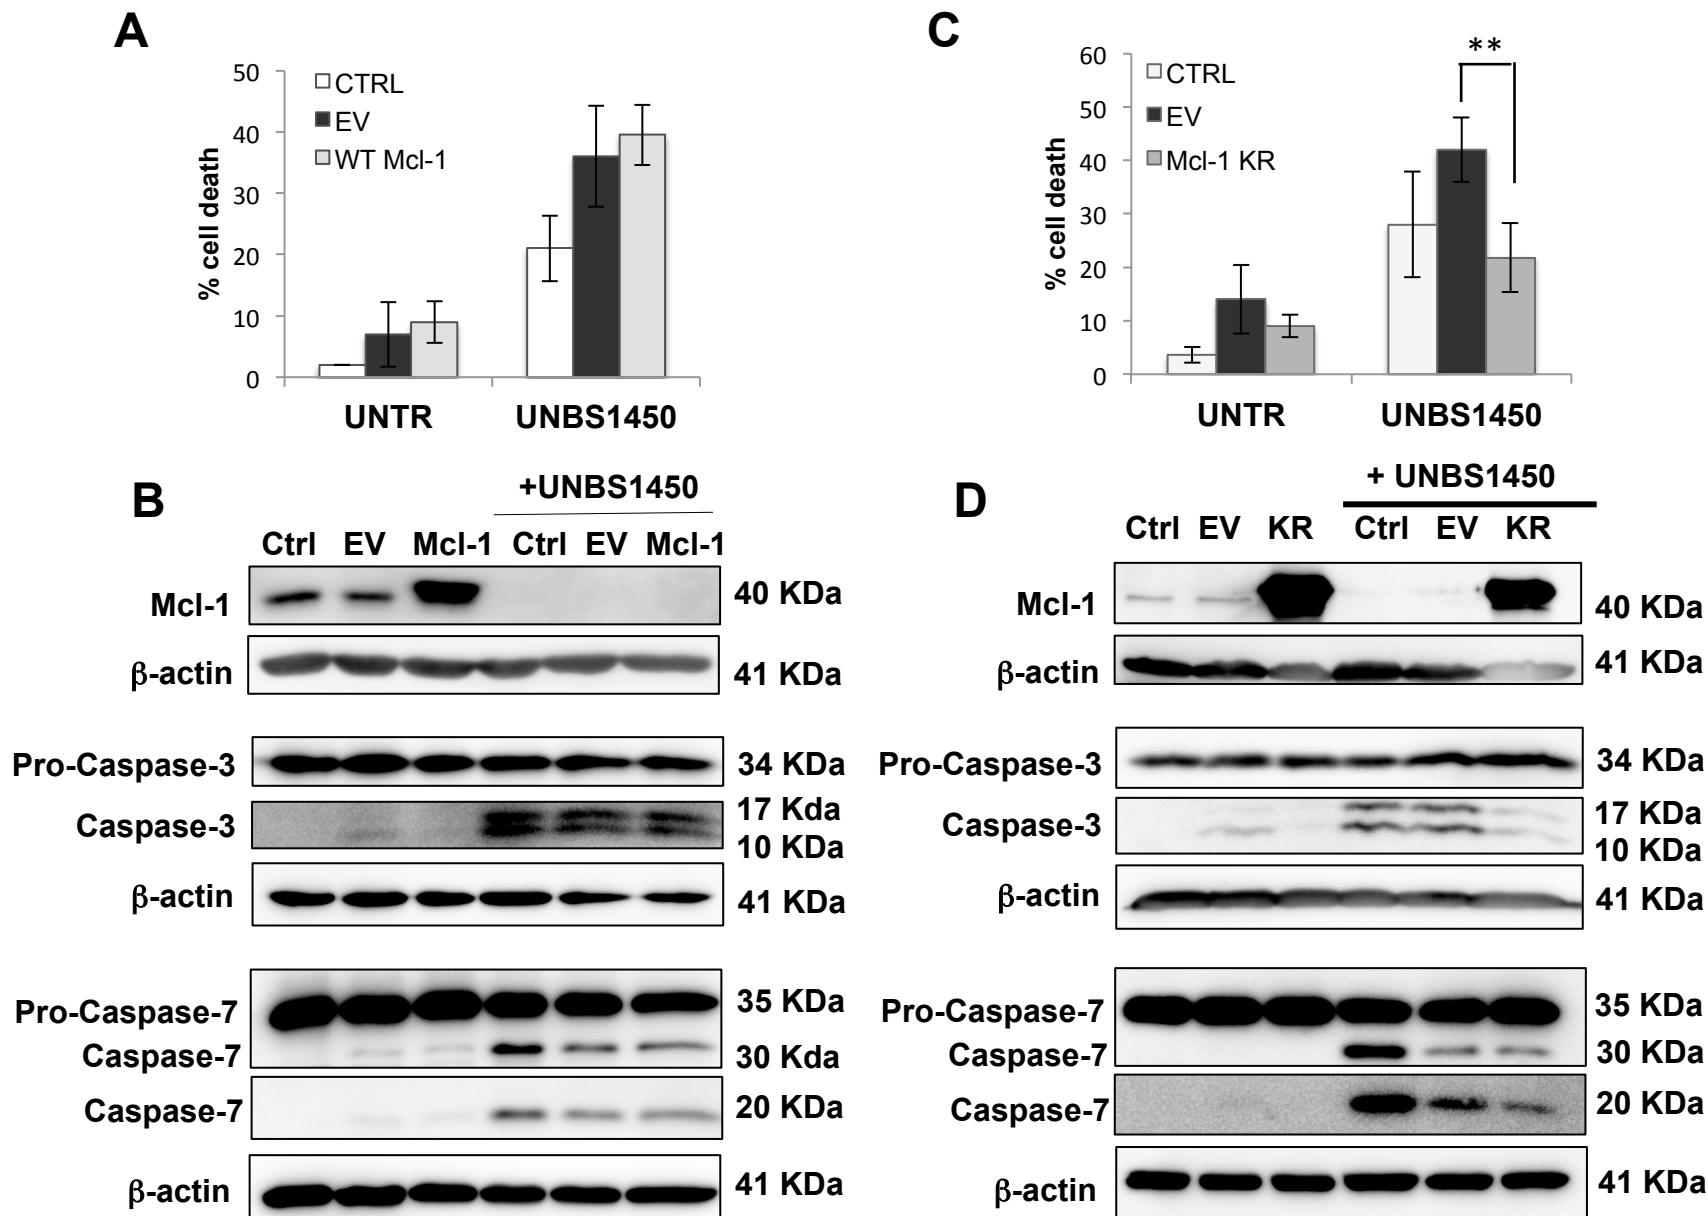 A
50
40
30
20
10
0
% cell death
CTRL
EV
WT Mcl-1
UNTR UNBS1450
C
60
50
40
30
20
10
0
% cell death
CTRL
EV
Mcl-1 KR
**
UNTR UNBS1450
B
+UNBS1450
Ctrl EV Mcl-1 Ctrl EV Mcl-1
Mcl-1 40 KDa
β-actin 41 KDa
Pro-Caspase-3 34 KDa
Caspase-3 17 Kda
10 KDa
β-actin 41 KDa
Pro-Caspase-7 35 KDa
Caspase-7 30 Kda
Caspase-7 20 KDa
β-actin 41 KDa
D
+ UNBS1450
Ctrl EV KR Ctrl EV KR
Mcl-1 40 KDa
β-actin 41 KDa
Pro-Caspase-3 34 KDa
Caspase-3 17 KDa
10 KDa
β-actin 41 KDa
Pro-Caspase-7 35 KDa
Caspase-7 30 KDa
Caspase-7 20 KDa
β-actin 41 KDa